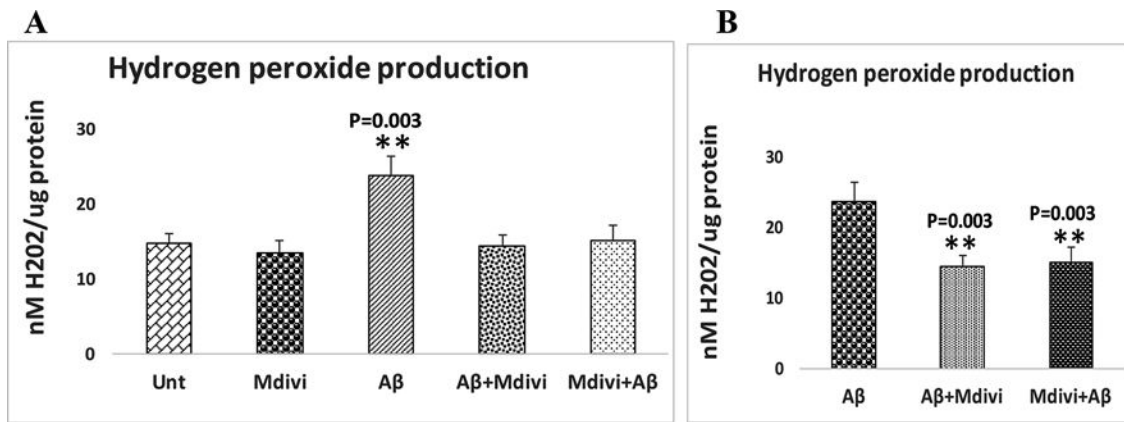 A
Hydrogen peroxide production
nM H202/ug protein
30
20
10
0
P=0.003
**
Unt Mdivi Aβ Aβ+Mdivi Mdivi+Aβ
B
Hydrogen peroxide production
nM H202/ug protein
30
20
10
0
P=0.003
**
P=0.003
**
Aβ Aβ+Mdivi Mdivi+Aβ